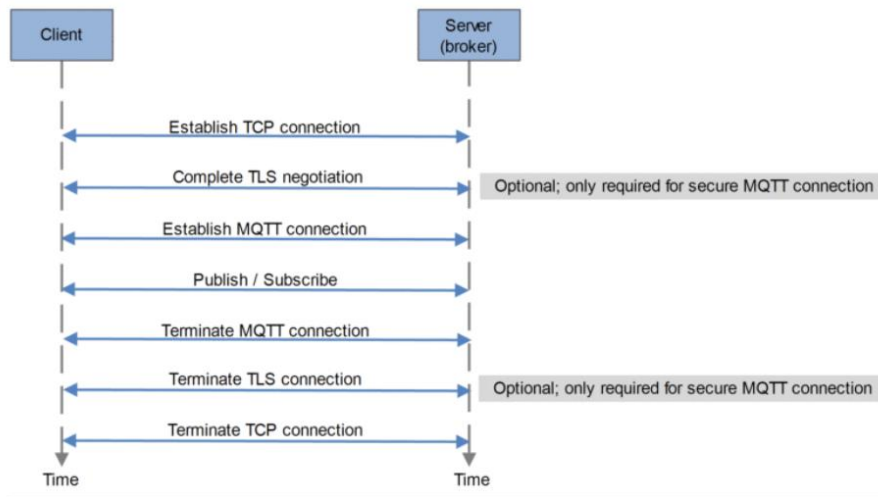 Client
Server
(broker)
Establish TCP connection
Complete TLS negotiation
Optional; only required for secure MQTT connection
Establish MQTT connection
Publish / Subscribe
Terminate MQTT connection
Terminate TLS connection
Optional; only required for secure MQTT connection
Terminate TCP connection
Time
Time